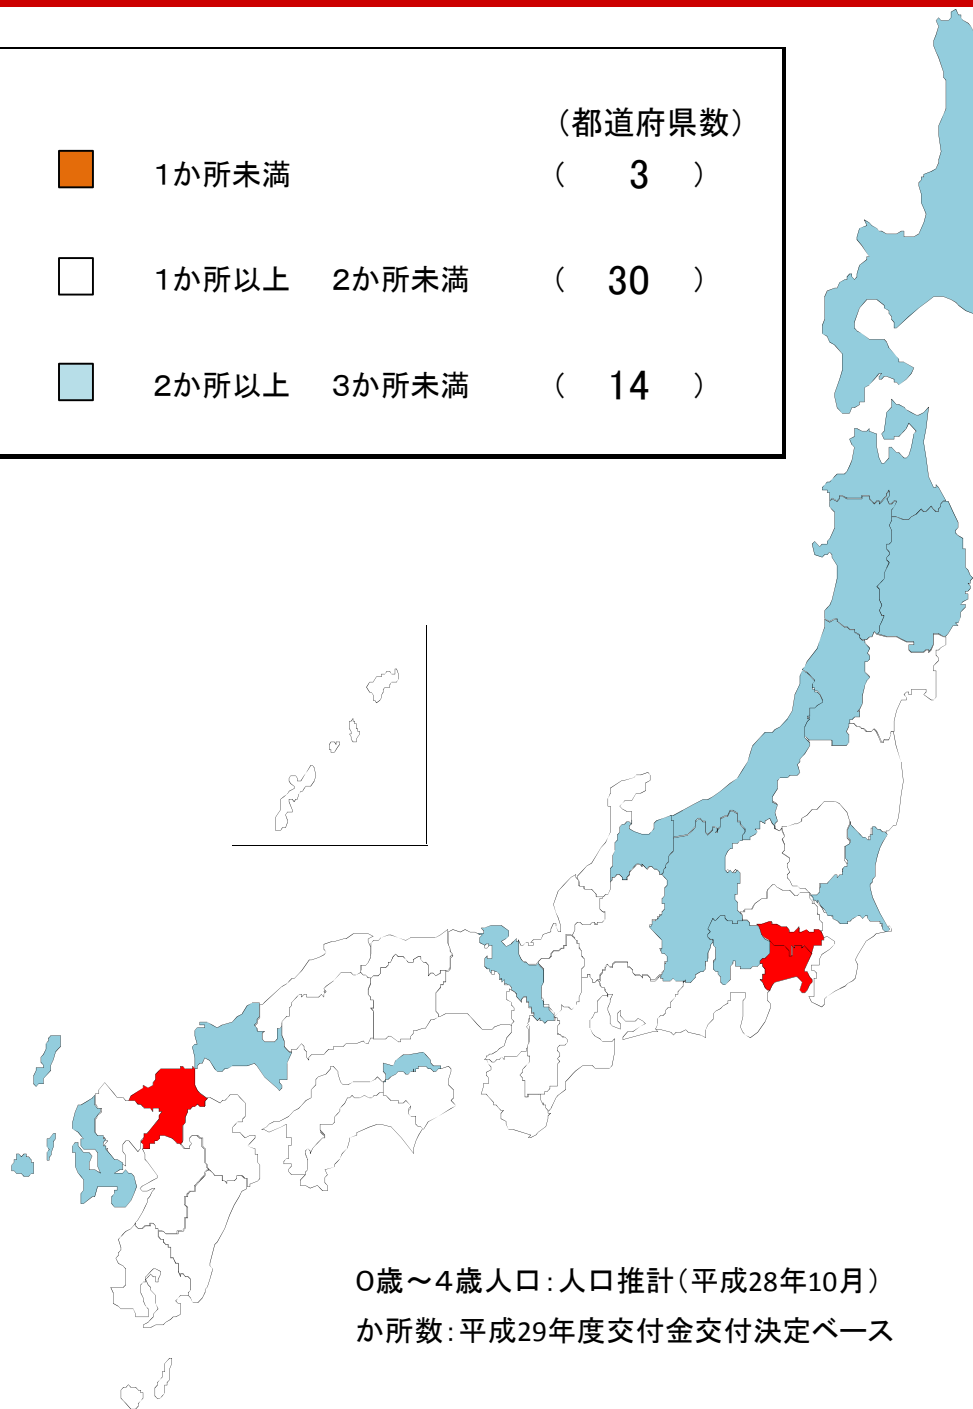 （都道府県数）
１か所未満 （ 3 ）
１か所以上 ２か所未満 （ 30 ）
２か所以上 ３か所未満 （ 14 ）
０歳～４歳人口：人口推計（平成28年10月）
か所数：平成29年度交付金交付決定ベース